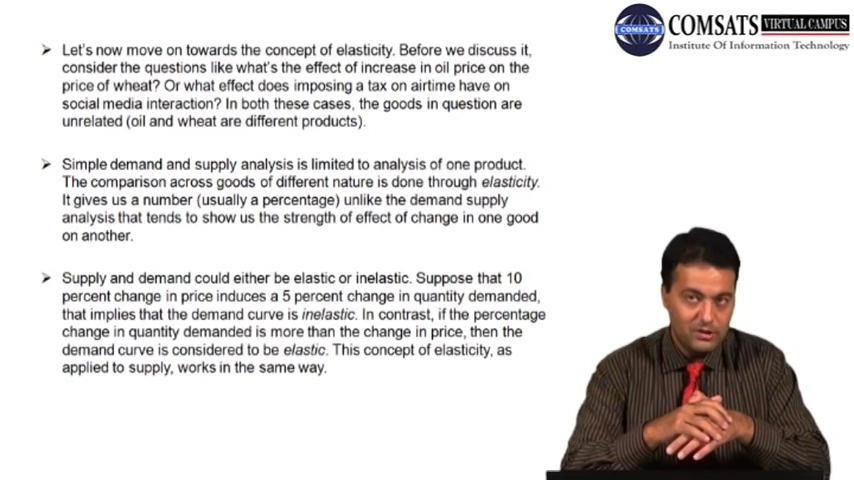 COMSATS VIRTUAL CAMPUS
Institute Of Information Technology
COMSATS
Let's now move on towards the concept of elasticity. Before we discuss it,
consider the questions like what's the effect of increase in oil price on the
price of wheat? Or what effect does imposing a tax on airtime have on
social media interaction? In both these cases, the goods in question are
unrelated (oil and wheat are different products).
Simple demand and supply analysis is limited to analysis of one product.
The comparison across goods of different nature is done through elasticity.
It gives us a number (usually a percentage) unlike the demand supply
analysis that tends to show us the strength of effect of change in one good
on another.
Supply and demand could either be elastic or inelastic. Suppose that 10
percent change in price induces a 5 percent change in quantity demanded,
that implies that the demand curve is inelastic. In contrast, if the percentage
change in quantity demanded is more than the change in price, then the
demand curve is considered to be elastic. This concept of elasticity, as
applied to supply, works in the same way.